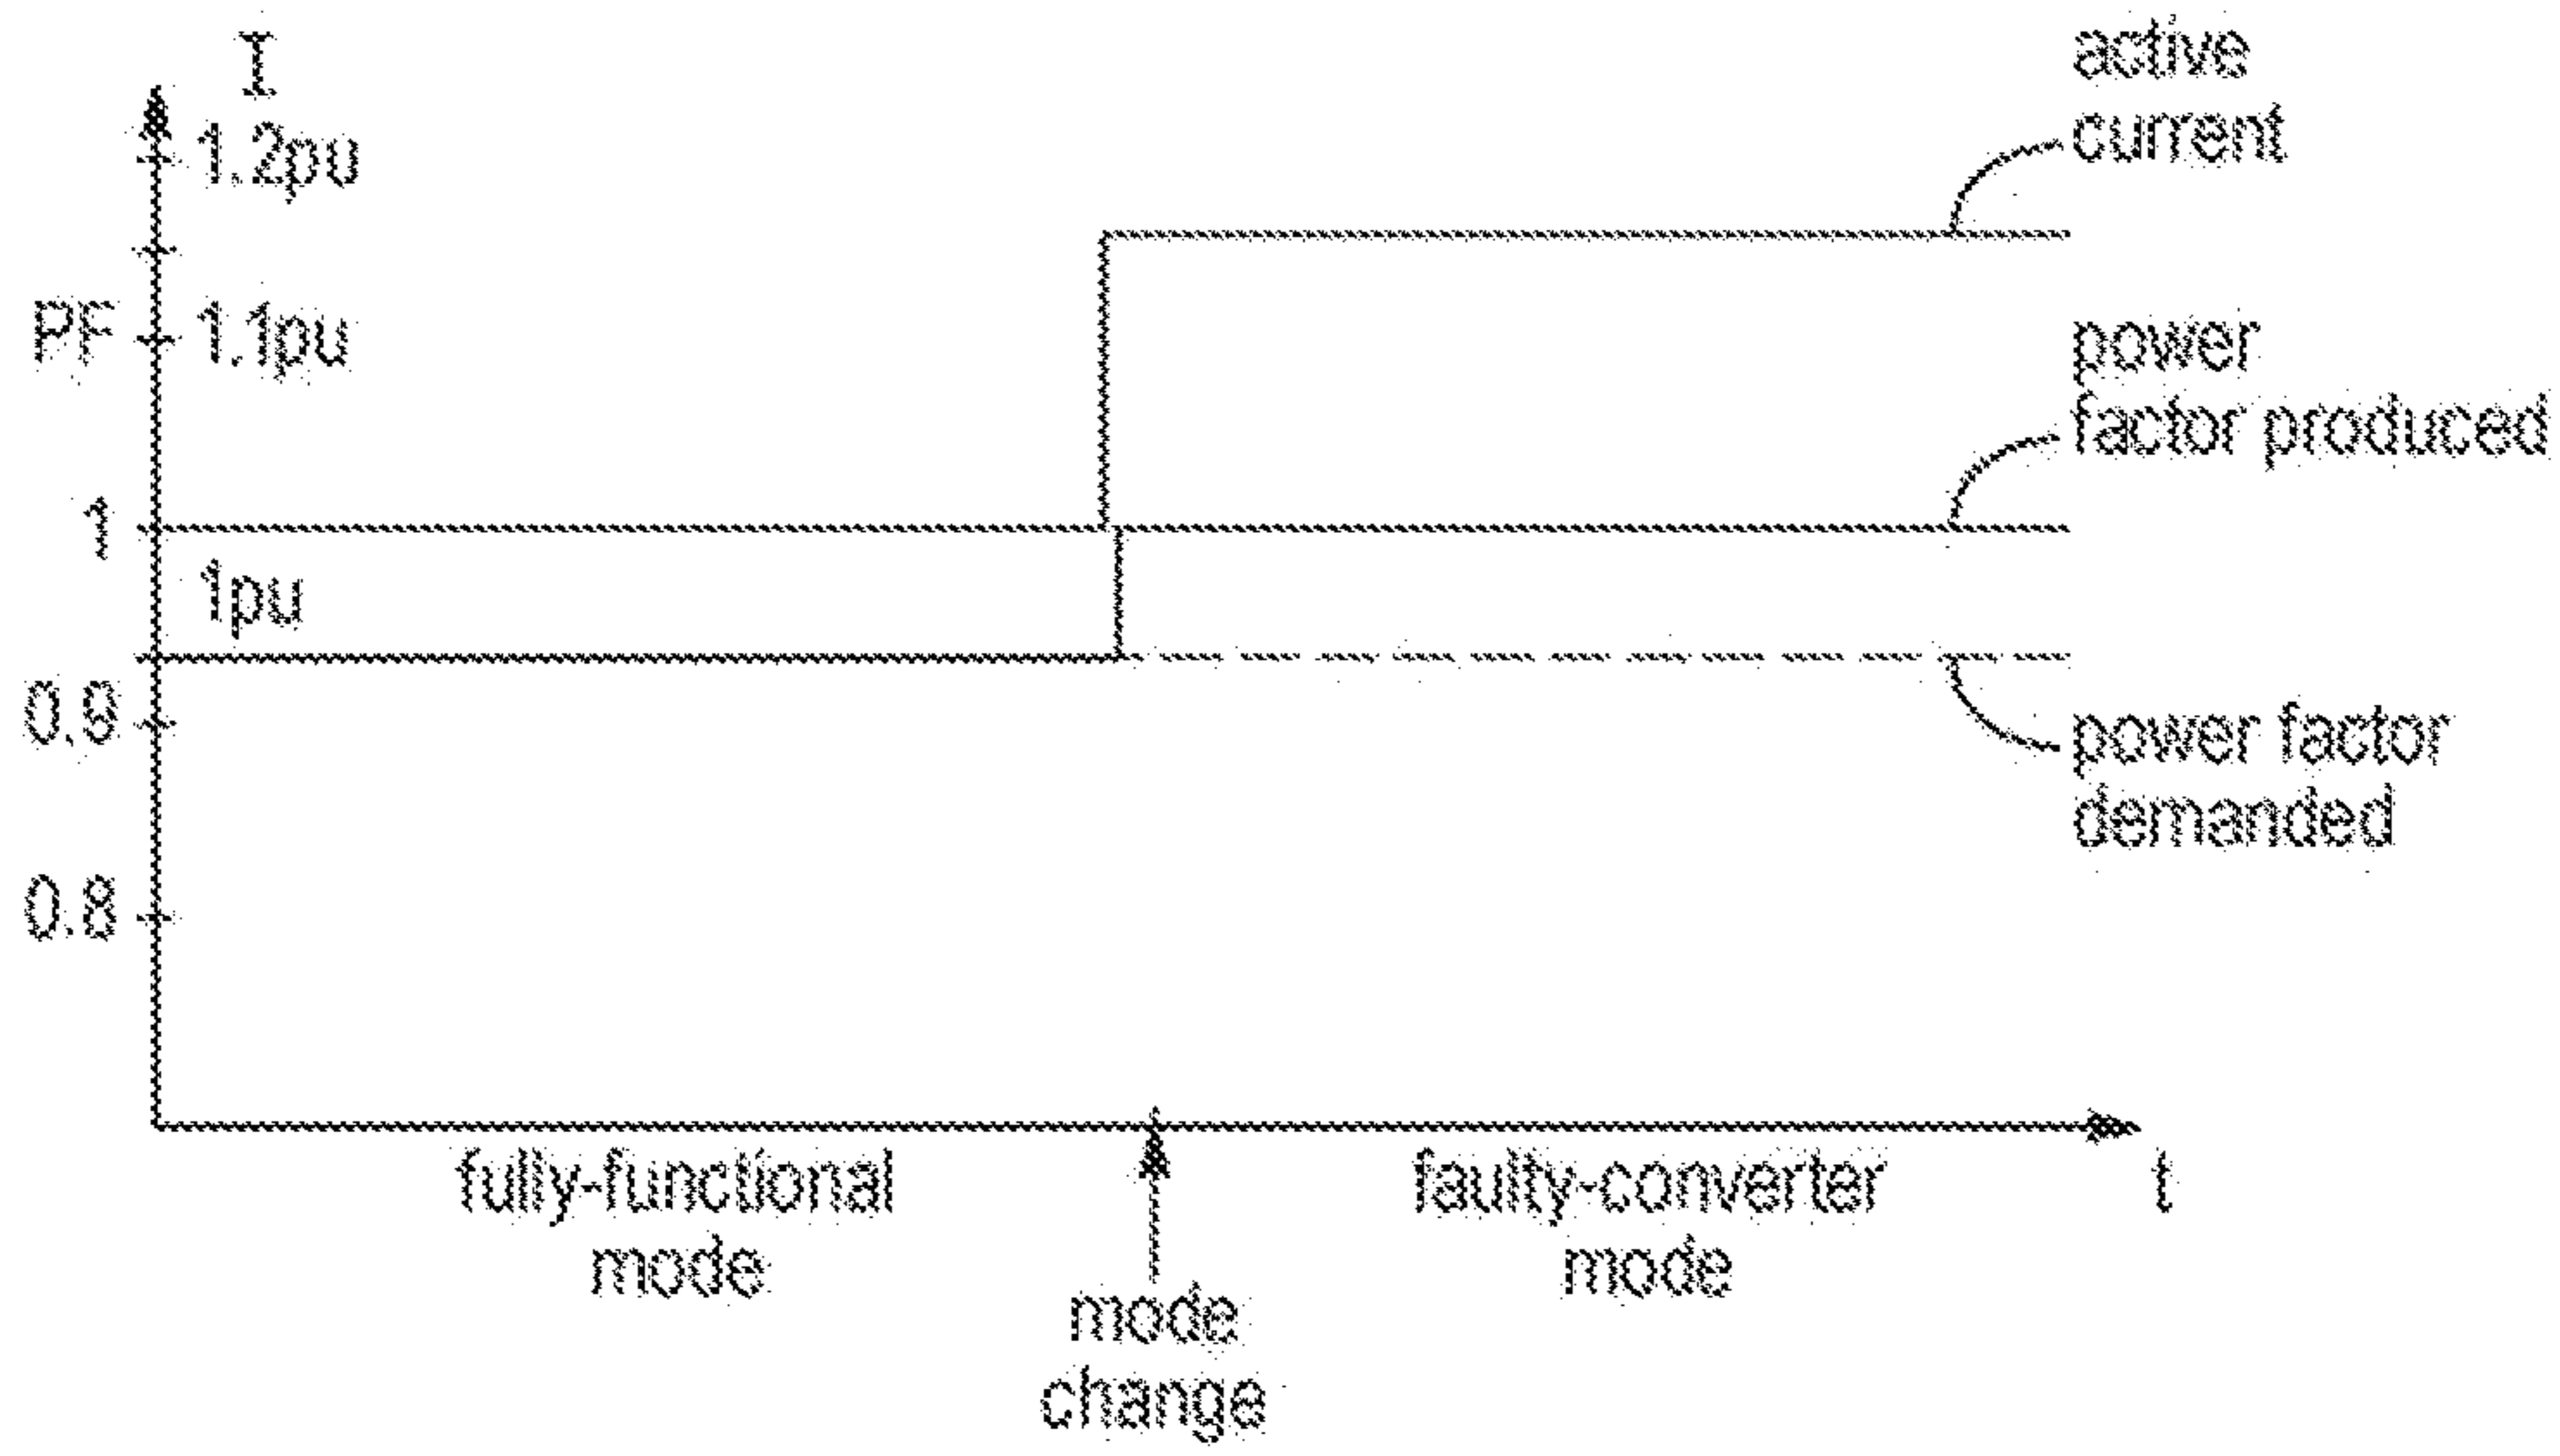 I
1.2pu
PF
1.1pu
1
1pu
0.9
0.8
active
current
power
factor produced
power factor
demanded
fully-functional
mode
mode
change
faulty-converter
mode
t